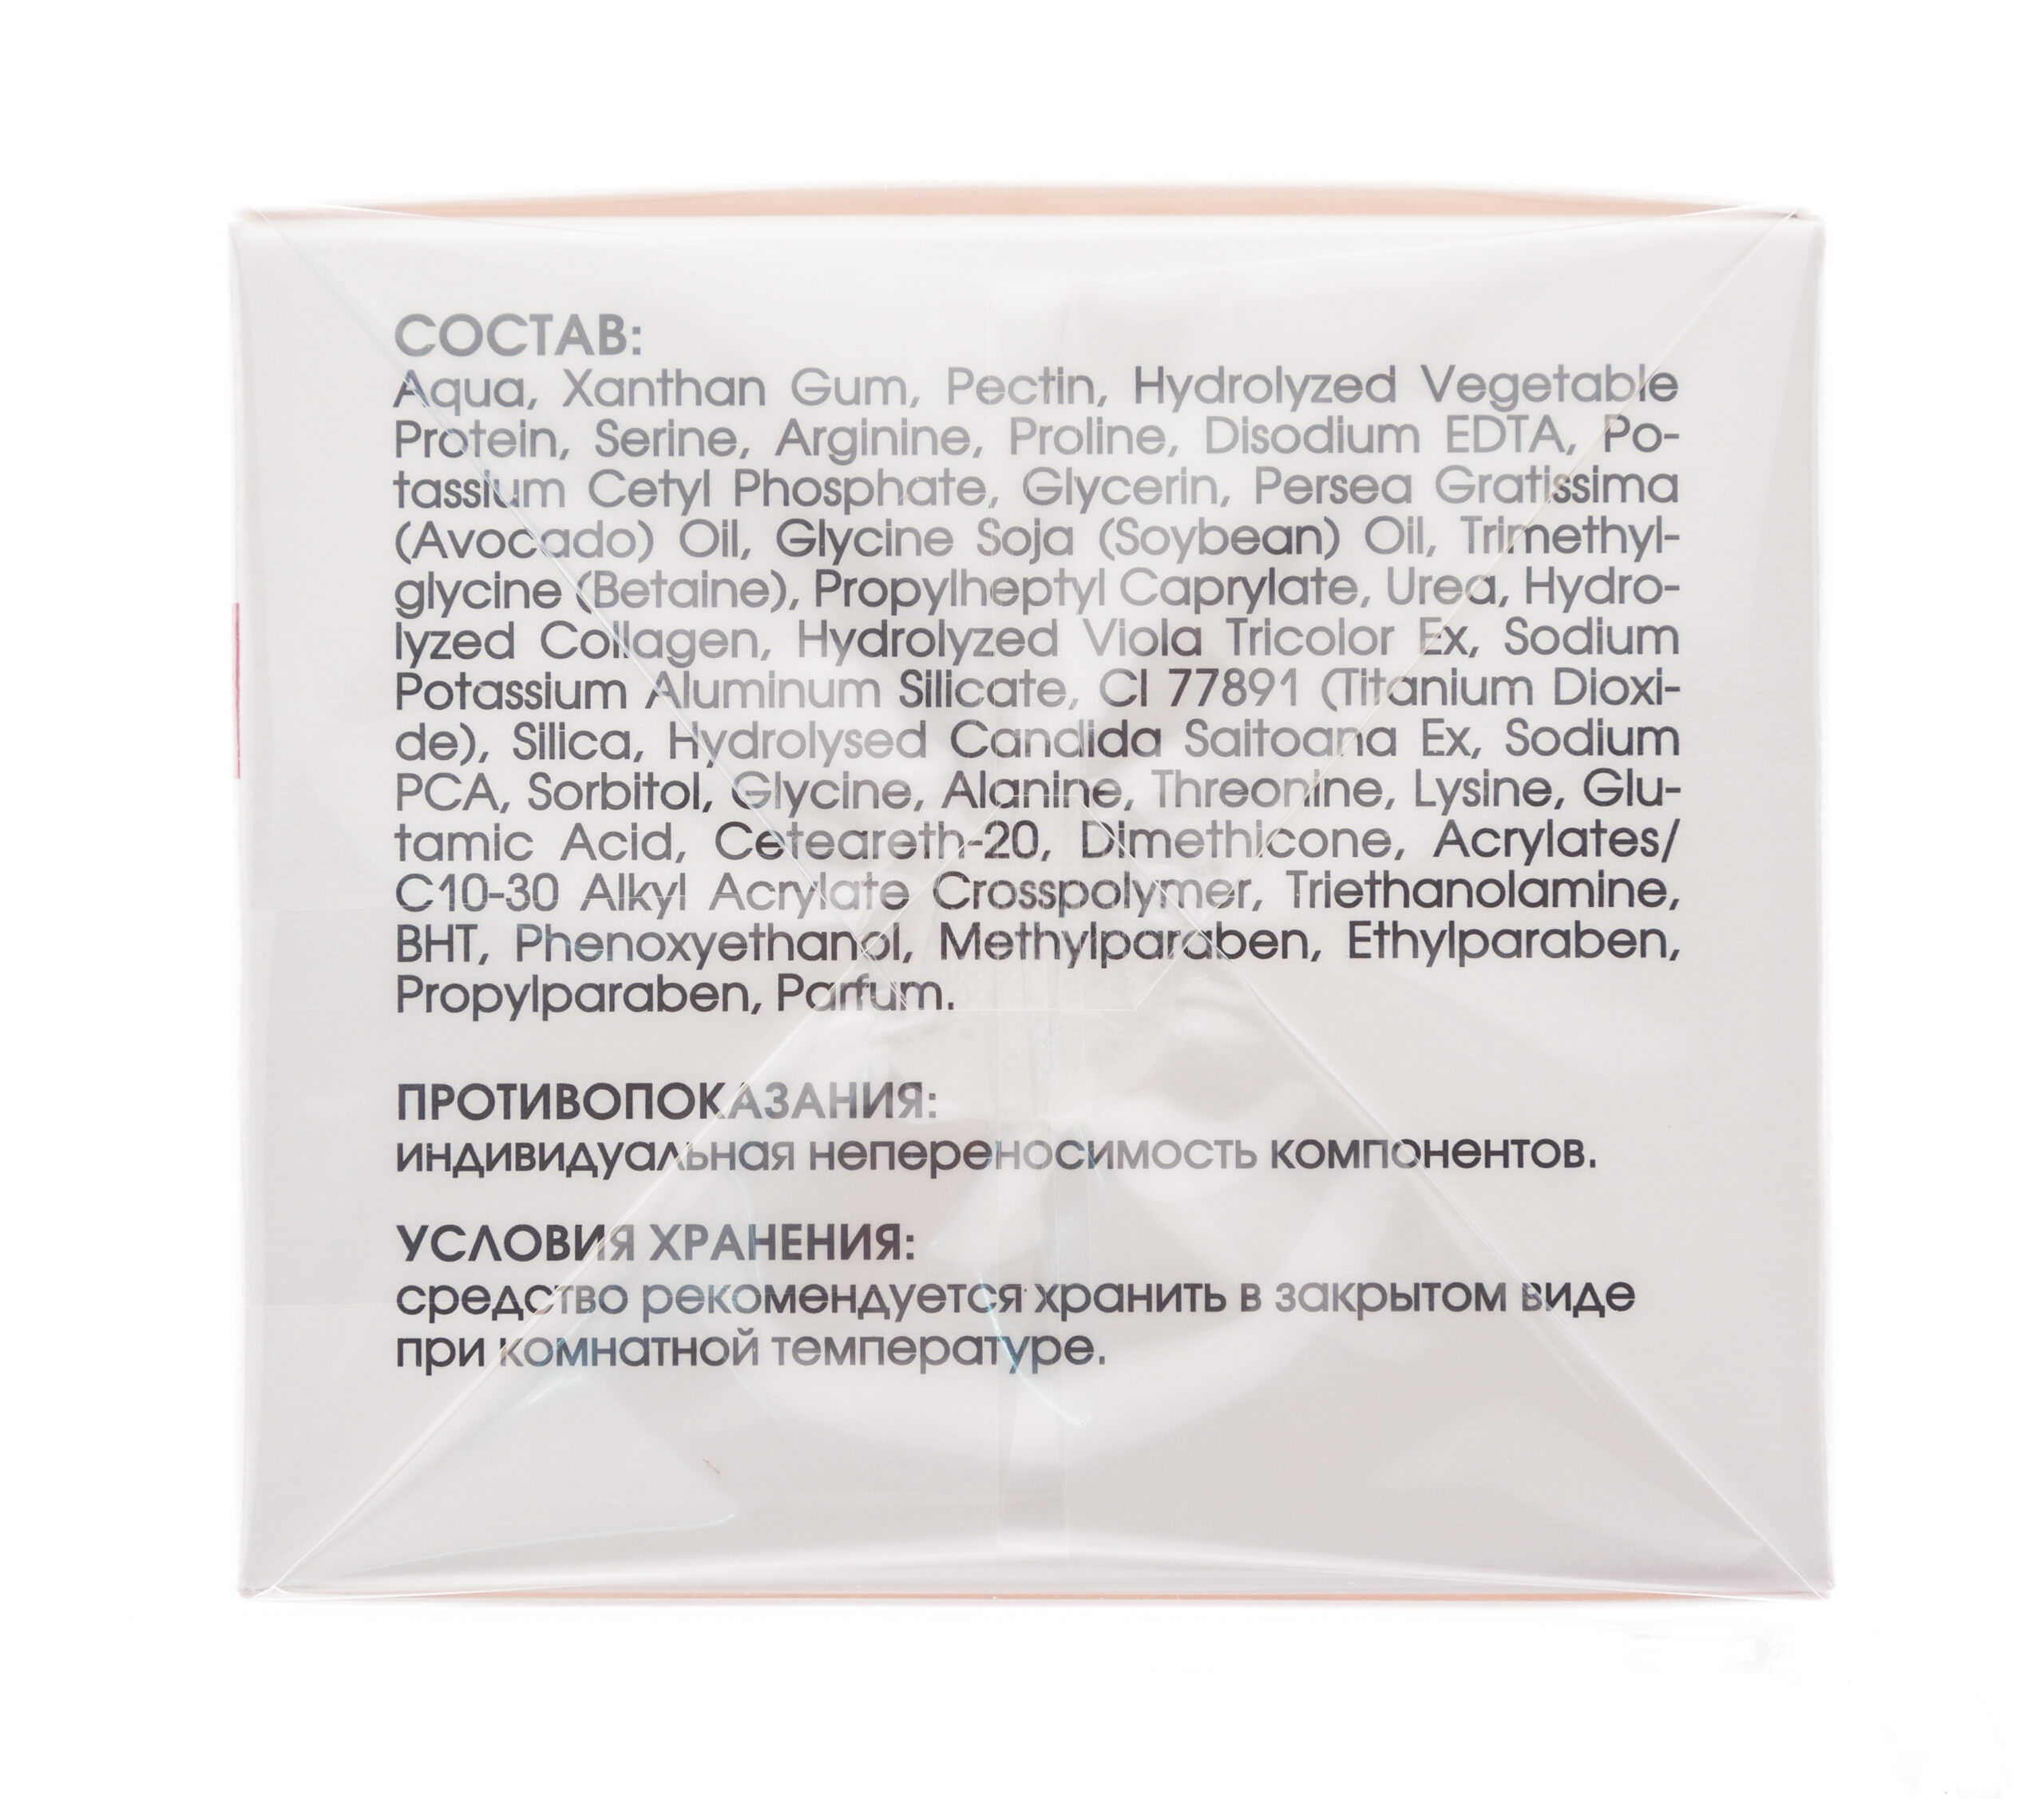 СОСТАВ:
Aqua, Xanthan Gum, Pectin, Hydrolyzed Vegetable
Protein, Serine, Arginine, Proline, Disodium EDTA, Po-
tassium Cetyl Phosphate, Glycerin, Persea Gratissima
(Avocado) Oil, Glycine Soja (Soybean) Oil, Trimethyl-
glycine (Betaine), Propylheptyl Caprylate, Urea, Hydro-
lyzed Collagen, Hydrolyzed Viola Tricolor Ex, Sodium
Potassium Aluminum Silicate, CI 77891 (Titanium Dioxi-
de), Silica, Hydrolysed Candida Saitoana Ex, Sodium
PCA, Sorbitol, Glycine, Alanine, Threonine, Lysine, Glu-
tamic Acid, Ceteareth-20, Dimethicone, Acrylates/
C10-30 Alkyl Acrylate Crosspolymer, Triethanolamine,
BHT, Phenoxyethanol, Methylparaben, Ethylparaben,
Propylparaben, Parfum.
ПРОТИВОПОКАЗАНИЯ:
индивидуальная непереносимость компонентов.
УСЛОВИЯ ХРАНЕНИЯ:
средство рекомендуется хранить в закрытом виде
при комнатной температуре.